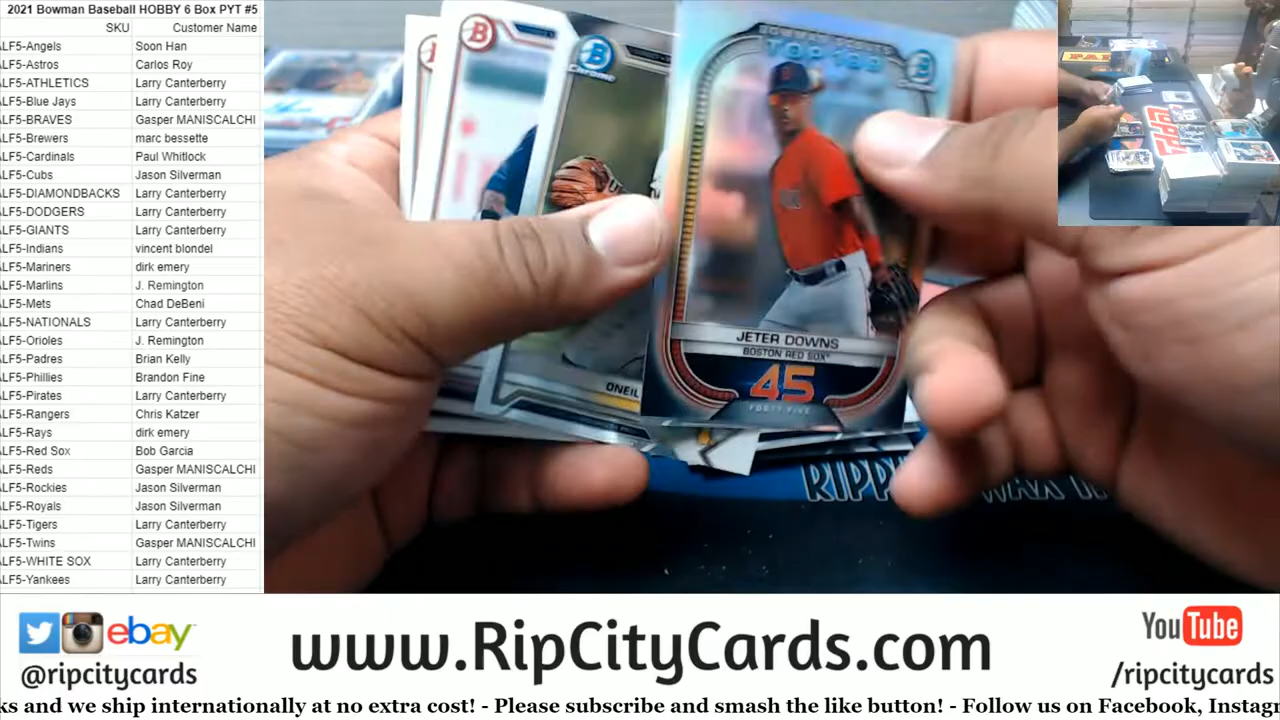 2021 Bowman Baseball HOBBY 6 Box PYT #5
SKU Customer Name
ALF5-Angels Soon Han
ALF5-Astros Carlos Roy
ALF5-ATHLETICS Larry Canterberry
ALF5-Blue Jays Larry Canterberry
ALF5-BRAVES Gasper MANISCALCHI
ALF5-Brewers marc bessette
ALF5-Cardinals Paul Whitlock
ALF5-Cubs Jason Silverman
ALF5-DIAMONDBACKS Larry Canterberry
ALF5-DODGERS Larry Canterberry
ALF5-GIANTS Larry Canterberry
ALF5-Indians vincent blondel
ALF5-Mariners dirk emery
ALF5-Marlins J. Remington
ALF5-Mets Chad DeBeni
ALF5-NATIONALS Larry Canterberry
ALF5-Orioles J. Remington
ALF5-Padres Brian Kelly
ALF5-Phillies Brandon Fine
ALF5-Pirates Larry Canterberry
ALF5-Rangers Chris Katzer
ALF5-Rays dirk emery
ALF5-Red Sox Bob Garcia
ALF5-Reds Gasper MANISCALCHI
ALF5-Rockies Jason Silverman
ALF5-Royals Jason Silverman
ALF5-Tigers Larry Canterberry
ALF5-Twins Gasper MANISCALCHI
ALF5-WHITE SOX Larry Canterberry
ALF5-Yankees Larry Canterberry
B
B
Chrome
ONEIL
JETER DOWNS
BOSTON RED SOX
45
FORTY FIVE
RIPP
WAX
ebay
@ripcitycards
www.RipCityCards.com
YouTube
/ripcitycards
ks and we ship internationally at no extra cost! - Please subscribe and smash the like button! - Follow us on Facebook, Instagr